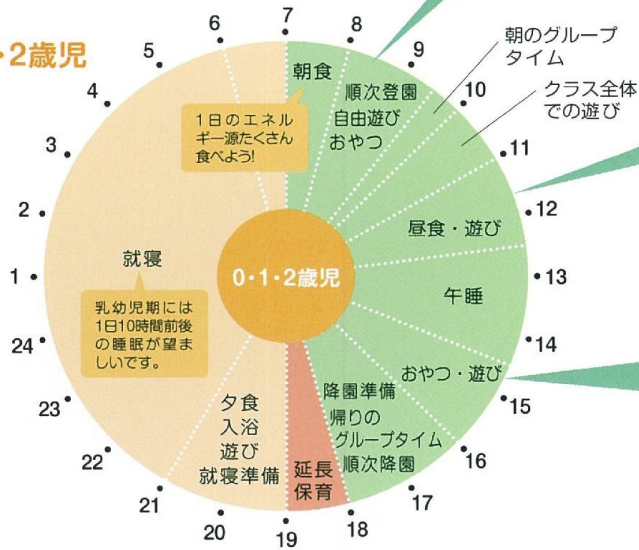 ・2歳児
0・1・2歳児
7
8
9
10
11
12
13
14
15
16
17
18
19
20
21
22
23
24
1
2
3
4
5
6
朝食
1日のエネル
ギー源たくさん
食べよう!
順次登園
自由遊び
おやつ
朝のグループ
タイム
クラス全体
での遊び
昼食・遊び
午睡
おやつ・遊び
降園準備
帰りの
グループタイム
順次降園
延長
保育
夕食
入浴
遊び
就寝準備
就寝
乳幼児期には
1日10時間前後
の睡眠が望ま
しいです。